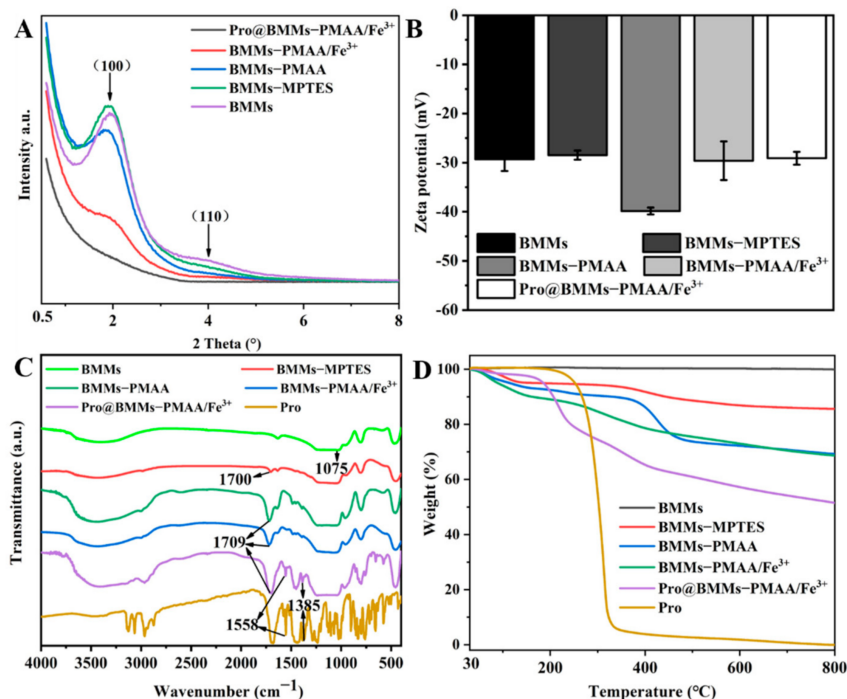 A
Pro@BMMs−PMAA/Fe³⁺
BMMs−PMAA/Fe³⁺
BMMs−PMAA
BMMs−MPTES
BMMs
（100）
（110）
Intensity a.u.
0.5 2 4 6 8
2 Theta (°)
B
0
-10
-20
-30
-40
-50
-60
Zeta potential (mV)
BMMs BMMs−MPTES
BMMs−PMAA BMMs−PMAA/Fe³⁺
Pro@BMMs−PMAA/Fe³⁺
C
BMMs BMMs−MPTES
BMMs−PMAA BMMs−PMAA/Fe³⁺
Pro@BMMs−PMAA/Fe³⁺ Pro
1075
1700
1709
1385
1558
Transmittance (a.u.)
4000 3500 3000 2500 2000 1500 1000 500
Wavenumber (cm⁻¹)
D
100
80
60
40
20
0
Weight (%)
BMMs
BMMs−MPTES
BMMs−PMAA
BMMs−PMAA/Fe³⁺
Pro@BMMs−PMAA/Fe³⁺
Pro
30 200 400 600 800
Temperature (℃)